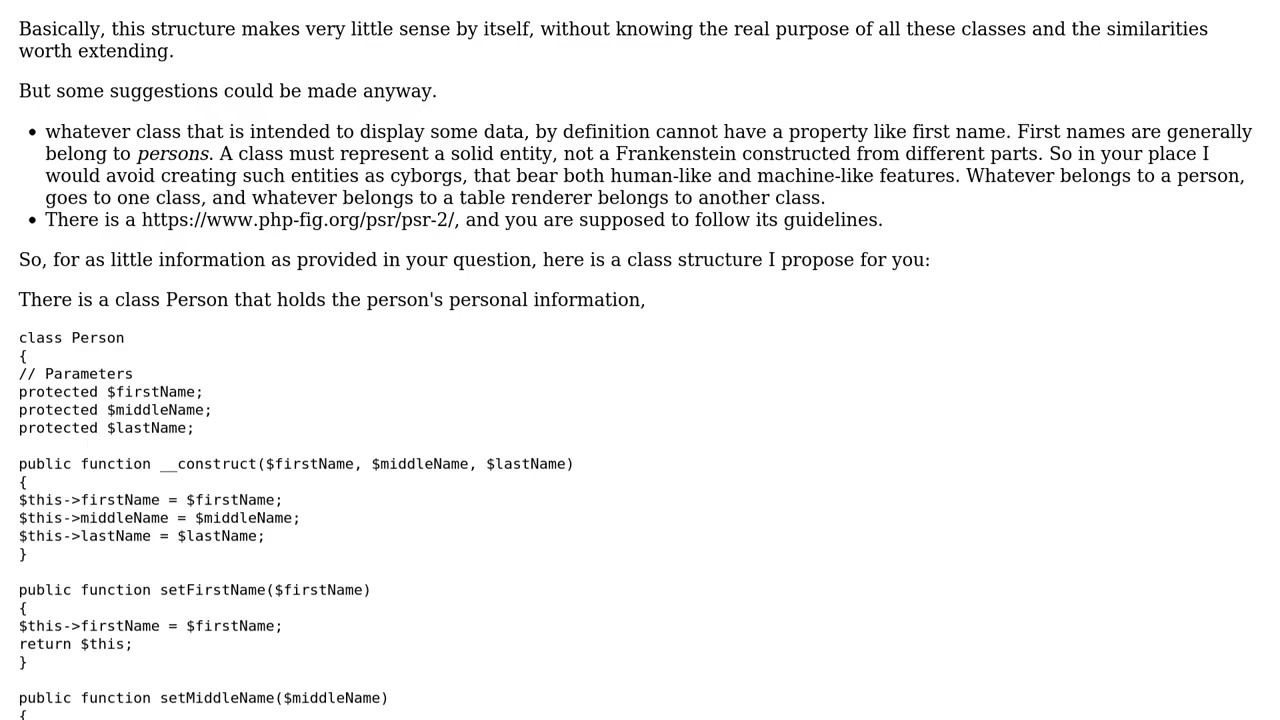 Basically, this structure makes very little sense by itself, without knowing the real purpose of all these classes and the similarities
worth extending.
But some suggestions could be made anyway.
• whatever class that is intended to display some data, by definition cannot have a property like first name. First names are generally
belong to persons. A class must represent a solid entity, not a Frankenstein constructed from different parts. So in your place I
would avoid creating such entities as cyborgs, that bear both human-like and machine-like features. Whatever belongs to a person,
goes to one class, and whatever belongs to a table renderer belongs to another class.
• There is a https://www.php-fig.org/psr/psr-2/, and you are supposed to follow its guidelines.
So, for as little information as provided in your question, here is a class structure I propose for you:
There is a class Person that holds the person's personal information,
class Person
{
// Parameters
protected $firstName;
protected $middleName;
protected $lastName;
public function __construct($firstName, $middleName, $lastName)
{
$this->firstName = $firstName;
$this->middleName = $middleName;
$this->lastName = $lastName;
}
public function setFirstName($firstName)
{
$this->firstName = $firstName;
return $this;
}
public function setMiddleName($middleName)
{